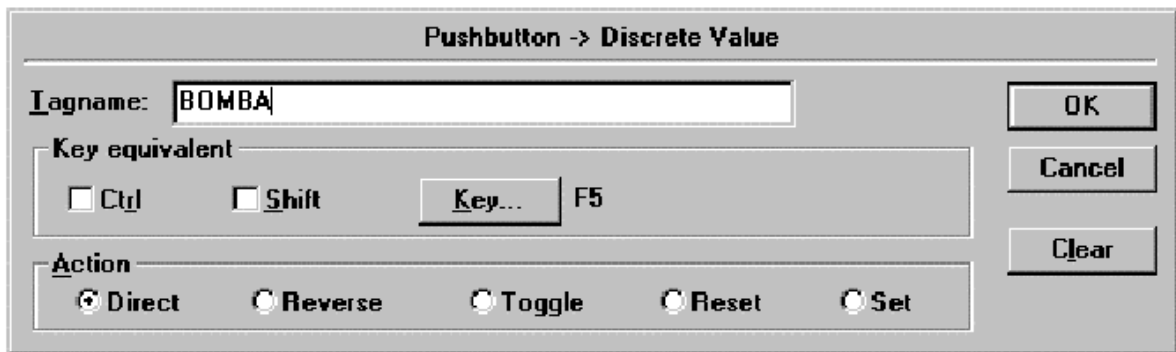 Pushbutton -> Discrete Value
Tagname: BOMBA
OK
Key equivalent
Ctrl Shift Key... F5
Cancel
Clear
Action
Direct Reverse Toggle Reset Set